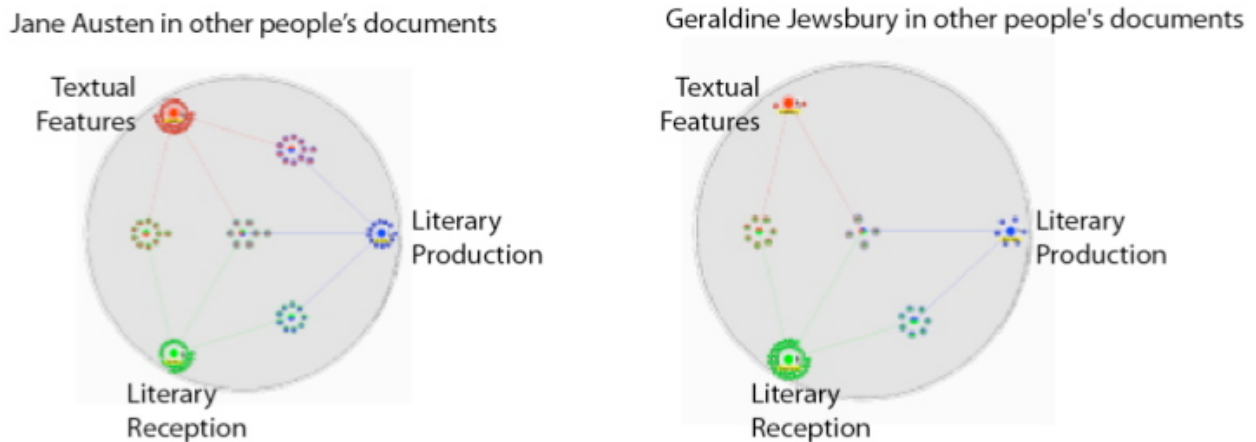 Jane Austen in other people’s documents
Geraldine Jewsbury in other people's documents
Textual
Features
Literary
Production
Literary
Reception
Textual
Features
Literary
Production
Literary
Reception